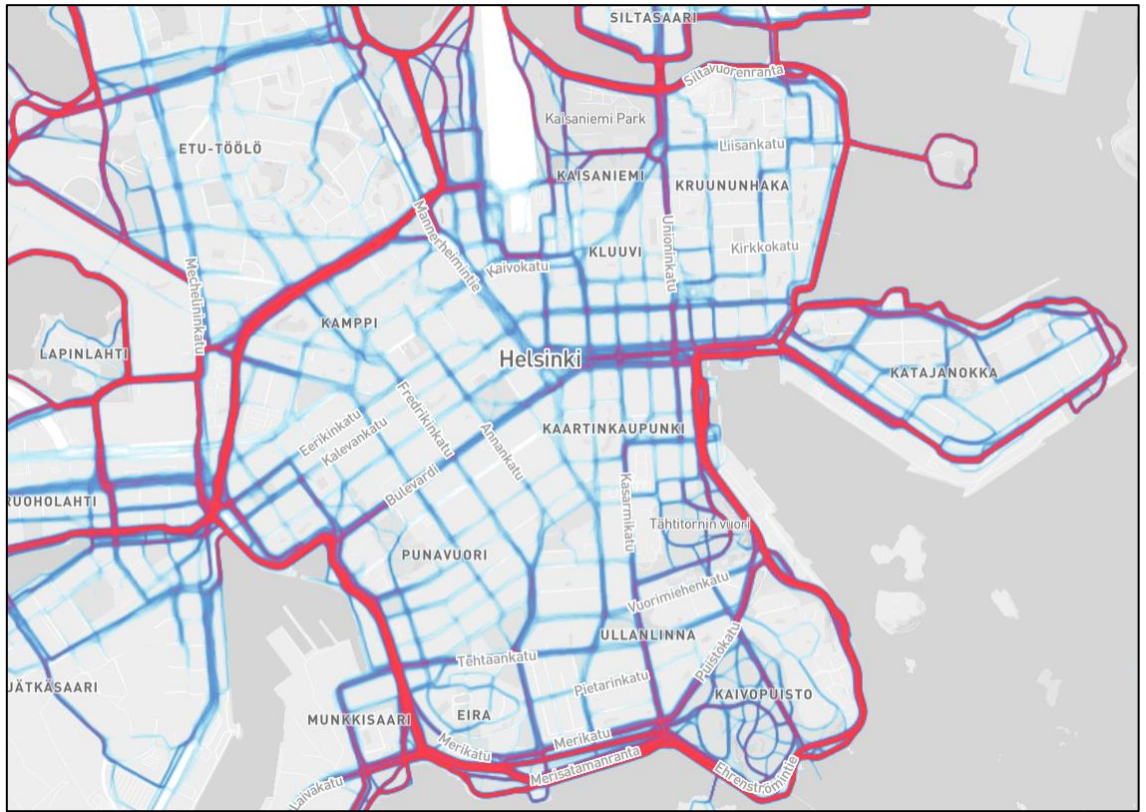 SILTASAARI
Siltavuorenranta
Kaisaniemi Park
ETU-TÖÖLÖ
Liisankatu
KAISANIEMI
KRUUNUNHAKA
Mannerheimintie
Unioninkatu
Kirkkokatu
KLUUVI
Kaivokatu
Mechelininkatu
KAMPPI
LAPINLAHTI
Helsinki
KATAJANOKKA
Fredrikinkatu
Eerikinkatu
Kalevankatu
Annankatu
KAARTINKAUPUNKI
Bulevardi
Kasarmikatu
RUOHOLAHTI
Tähtitornin vuori
PUNAVUORI
Vuorimiehenkatu
ULLANLINNA
Tehtaankatu
Puistokatu
JÄTKÄSAARI
Pietarinkatu
KAIVOPUISTO
MUNKKISAARI
EIRA
Merikatu
Merikatu
Merisatamanranta
Ehrenströmintie
Laivakatu